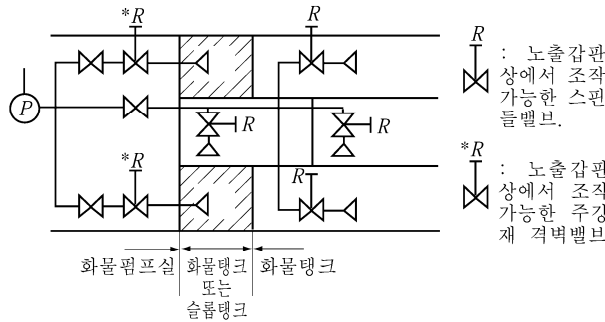 *R
R
R
: 노출갑판
상에서 조작
가능한 스핀
들밸브.
P
R
R
*R
R
*R
: 노출갑판
상에서 조작
가능한 주강
재 격벽밸브
화물펌프실
화물탱크
또는
슬롭탱크
화물탱크